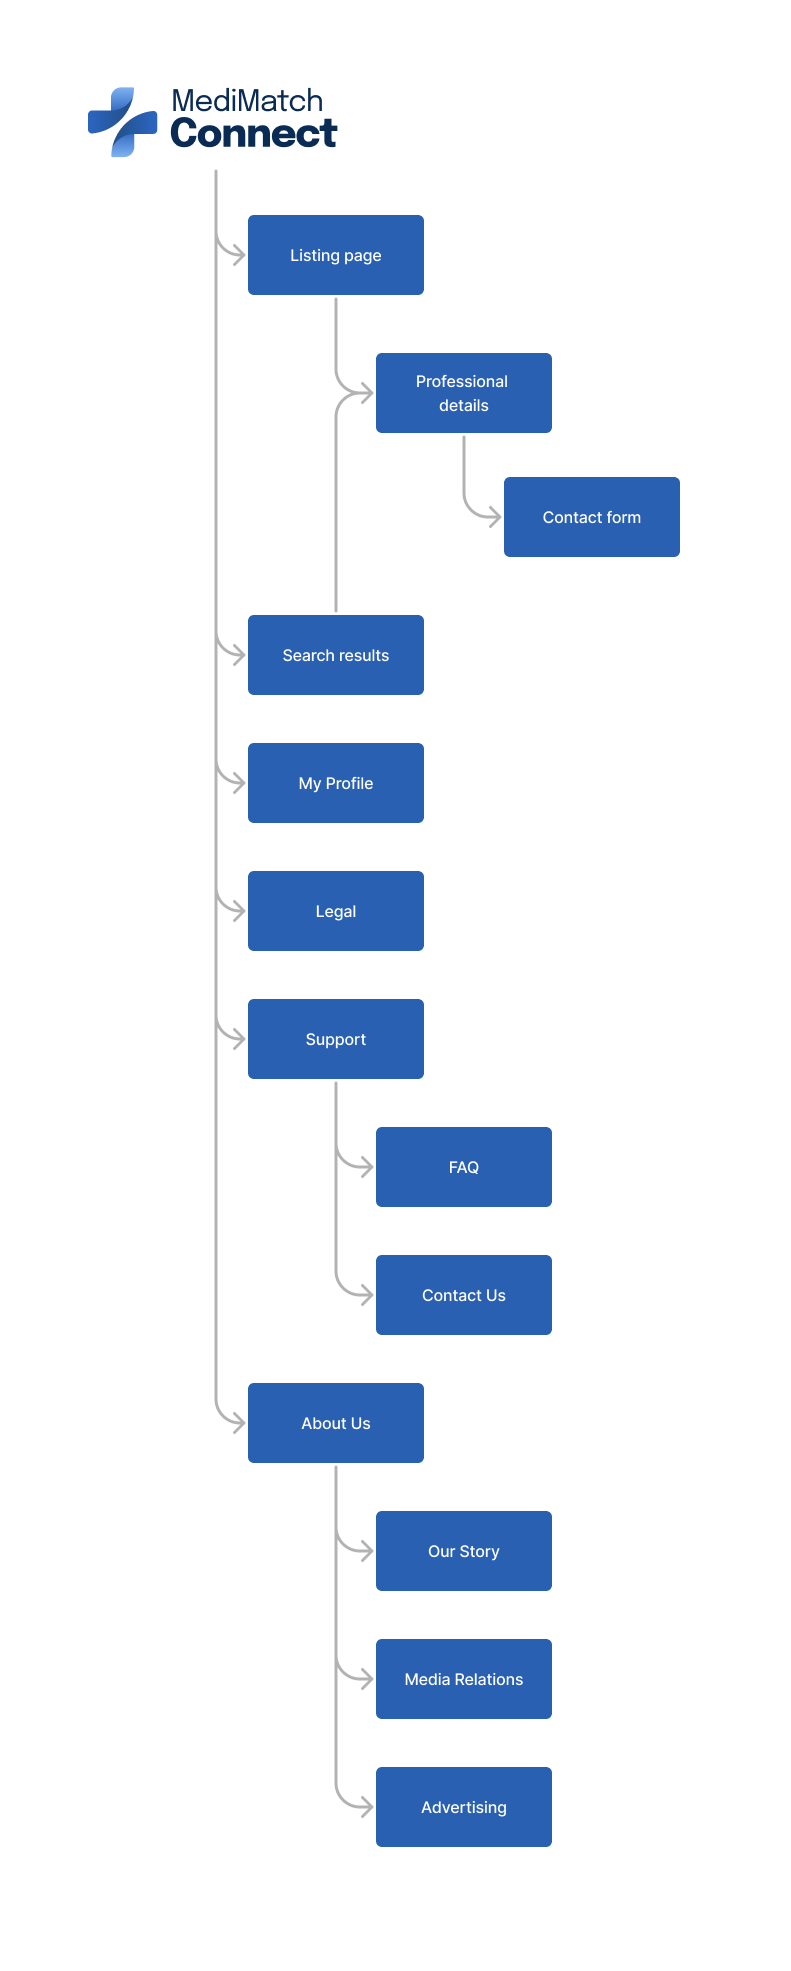 MediMatch
Connect
Listing page
Professional
details
Contact form
Search results
My Profile
Legal
Support
FAQ
Contact Us
About Us
Our Story
Media Relations
Advertising